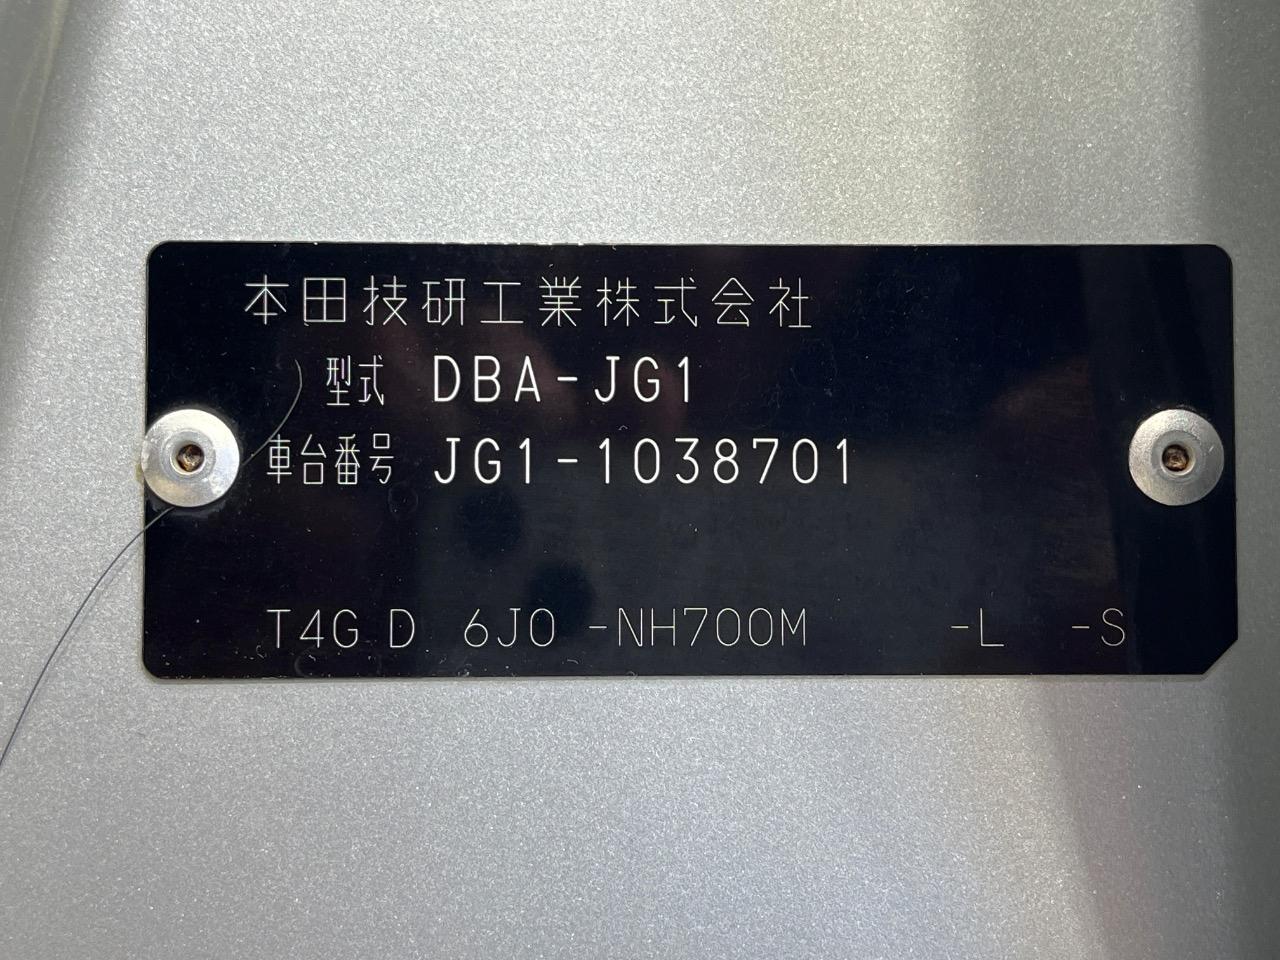 本田技研工業株式会社
型式 DBA-JG1
車台番号 JG1-1038701
T4G D 6J0 -NH700M -L -S